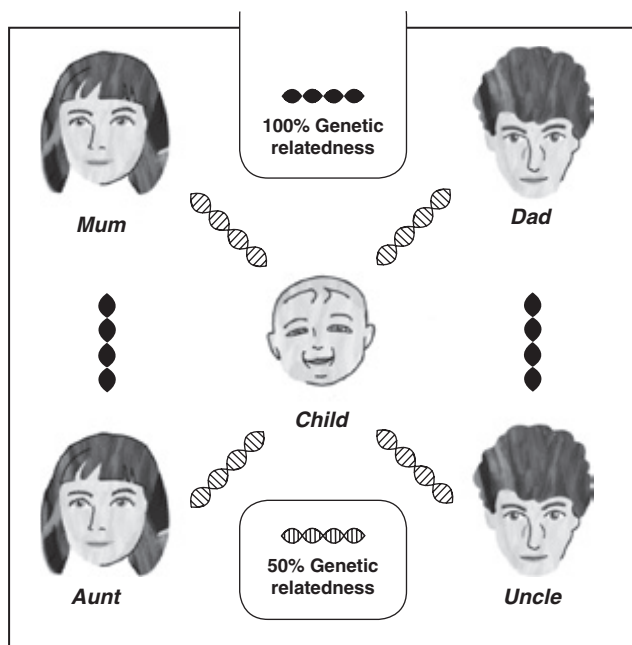 100% Genetic
relatedness
Mum
Dad
Child
Aunt
50% Genetic
relatedness
Uncle